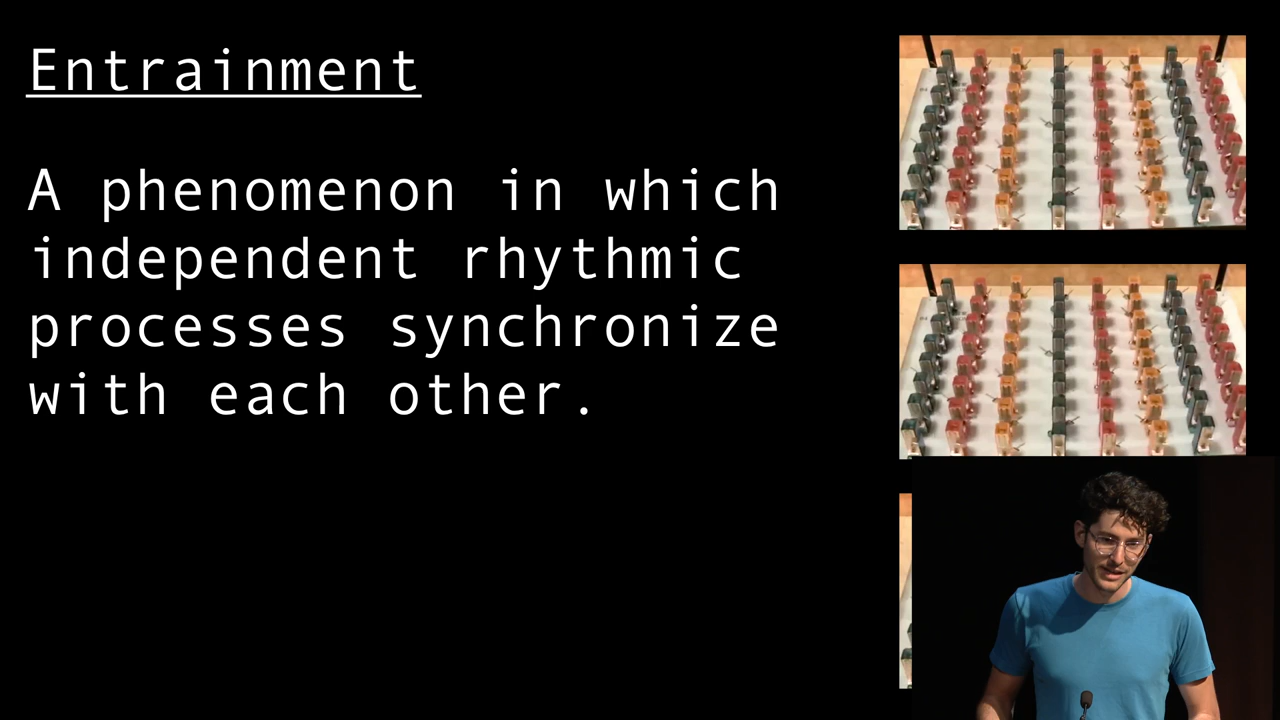 Entrainment
A phenomenon in which
independent rhythmic
processes synchronize
with each other.